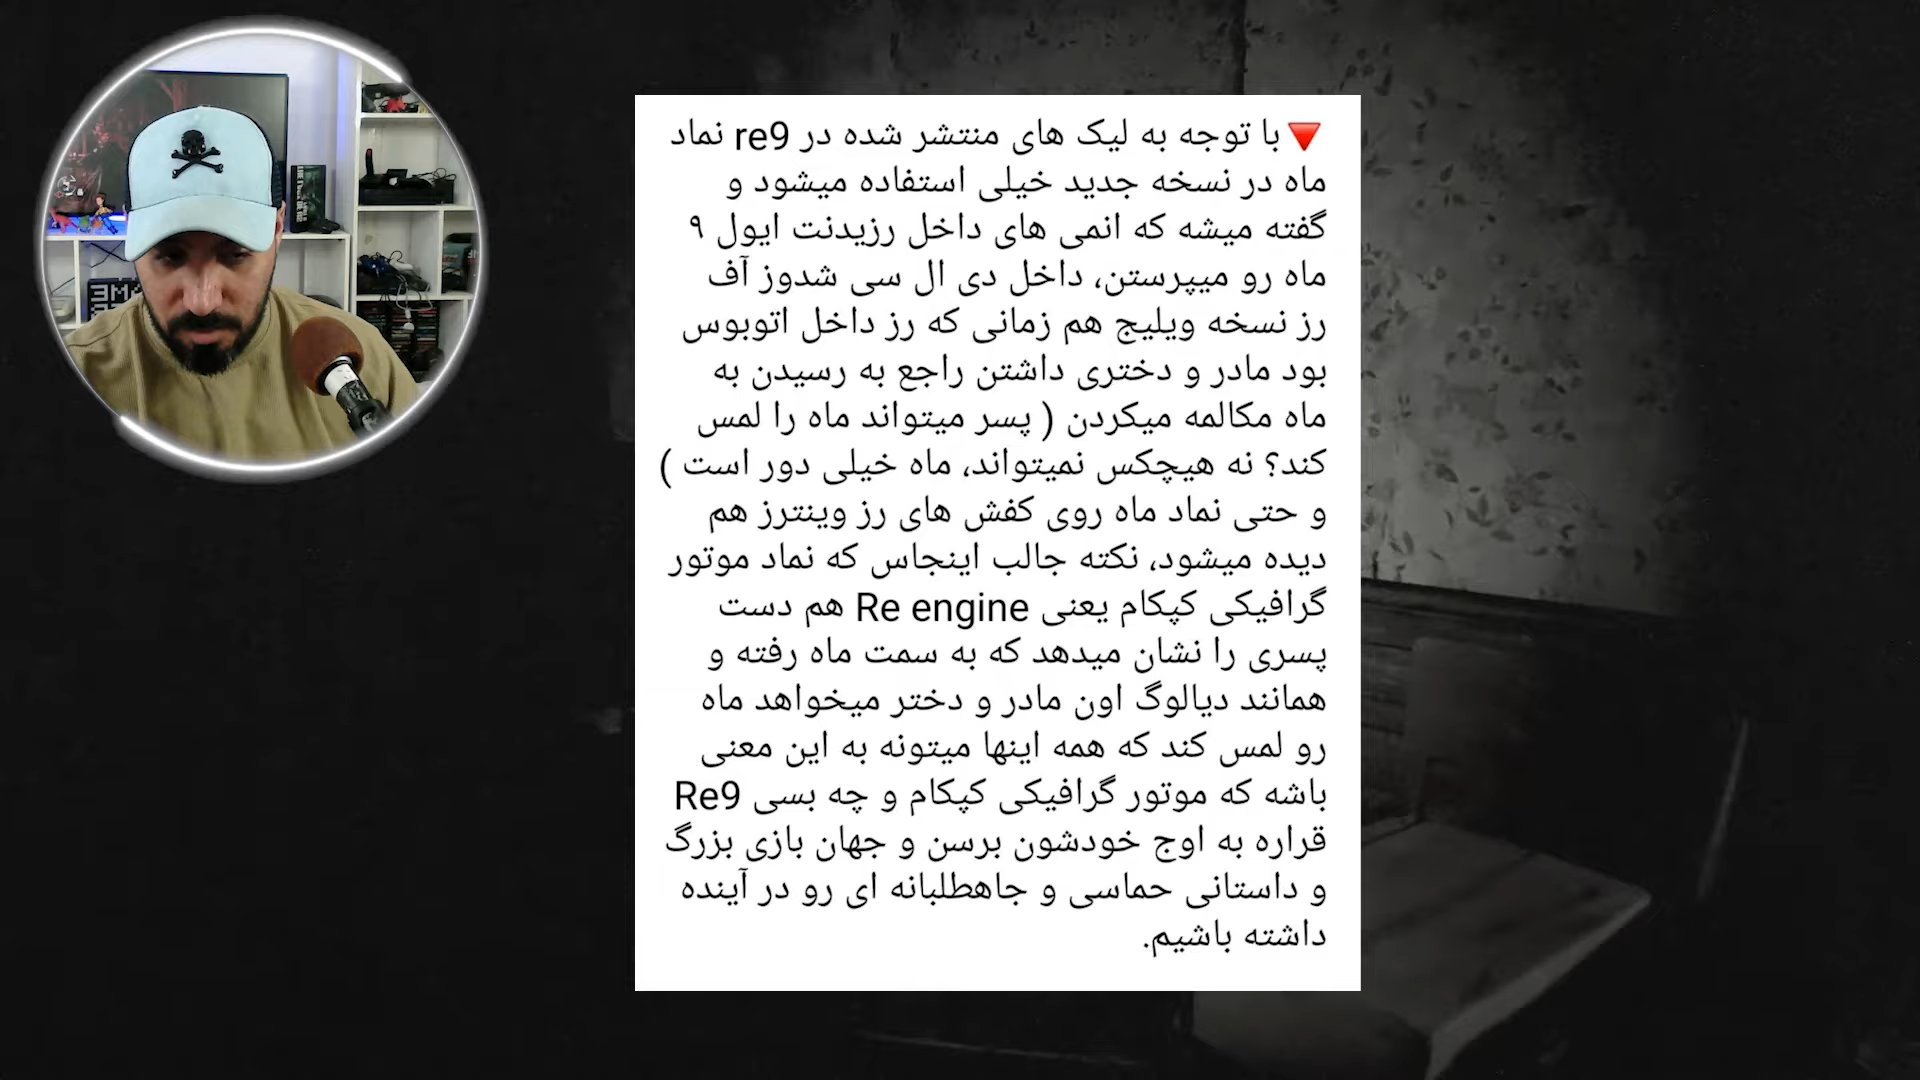 🔻با توجه به لیک های منتشر شده در re9 نماد
ماه در نسخه جدید خیلی استفاده میشود و
گفته میشه که انمی های داخل رزیدنت ایول ۹
ماه رو میپرستن، داخل دی ال سی شدوز آف
رز نسخه ویلیج هم زمانی که رز داخل اتوبوس
بود مادر و دختری داشتن راجع به رسیدن به
ماه مکالمه میکردن ( پسر میتواند ماه را لمس
کند؟ نه هیچکس نمیتواند، ماه خیلی دور است )
و حتی نماد ماه روی کفش های رز وینترز هم
دیده میشود، نکته جالب اینجاس که نماد موتور
گرافیکی کپکام یعنی Re engine هم دست
پسری را نشان میدهد که به سمت ماه رفته و
همانند دیالوگ اون مادر و دختر میخواهد ماه
رو لمس کند که همه اینها میتونه به این معنی
باشه که موتور گرافیکی کپکام و چه بسی Re9
قراره به اوج خودشون برسن و جهان بازی بزرگ
و داستانی حماسی و جاهطلبانه ای رو در آینده
داشته باشیم.